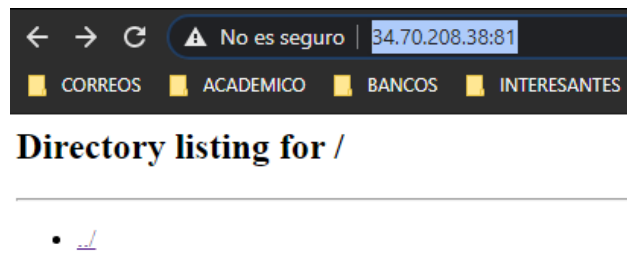 No es seguro | 34.70.208.38:81
CORREOS ACADEMICO BANCOS INTERESANTES
Directory listing for /
• ../